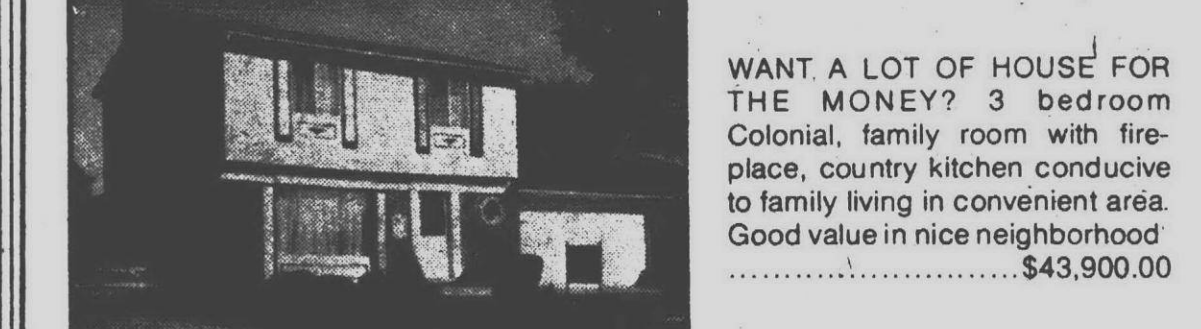 WANT A LOT OF HOUSE FOR
THE MONEY? 3 bedroom
Colonial, family room with fire-
place, country kitchen conducive
to family living in convenient area.
Good value in nice neighborhood
............................$43,900.00